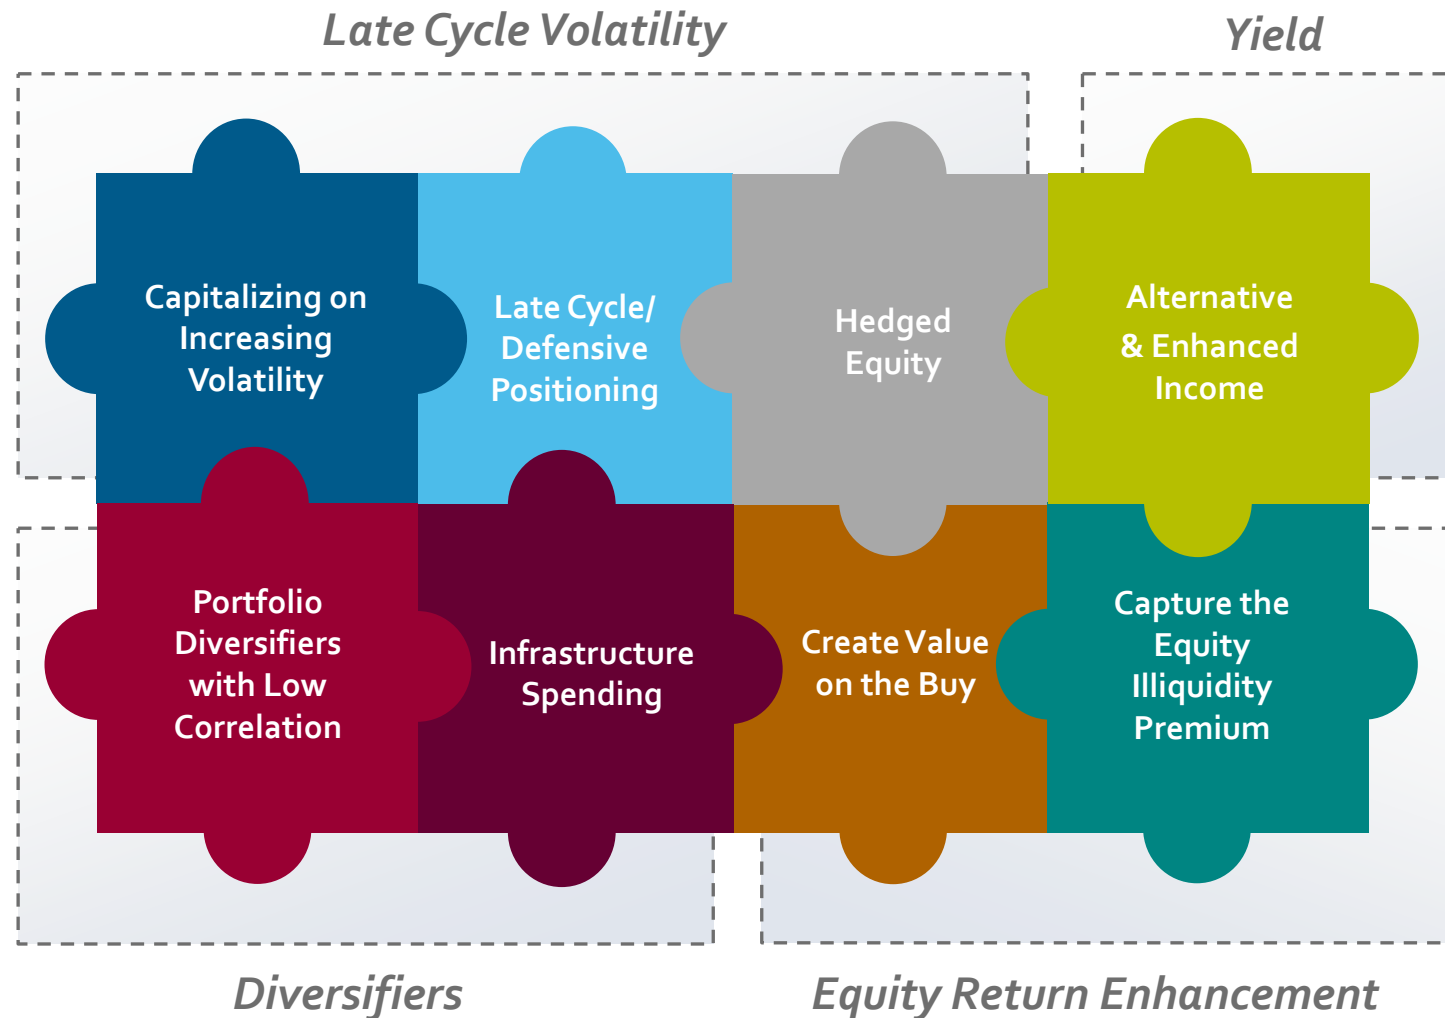 Late Cycle Volatility
Yield
Capitalizing on
Increasing
Volatility
Late Cycle/
Defensive
Positioning
Hedged
Equity
Alternative
& Enhanced
Income
Portfolio
Diversifiers
with Low
Correlation
Infrastructure
Spending
Create Value
on the Buy
Capture the
Equity
Illiquidity
Premium
Diversifiers
Equity Return Enhancement